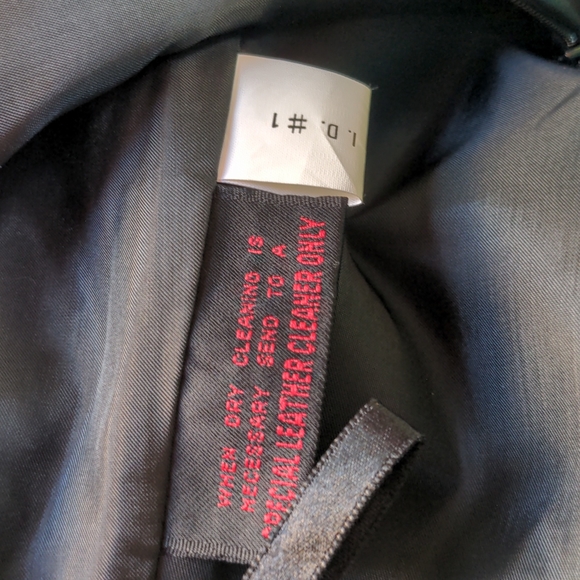 I. D. #1
WHEN DRY CLEANING IS
NECESSARY SEND TO A
SPECIAL LEATHER CLEANER ONLY